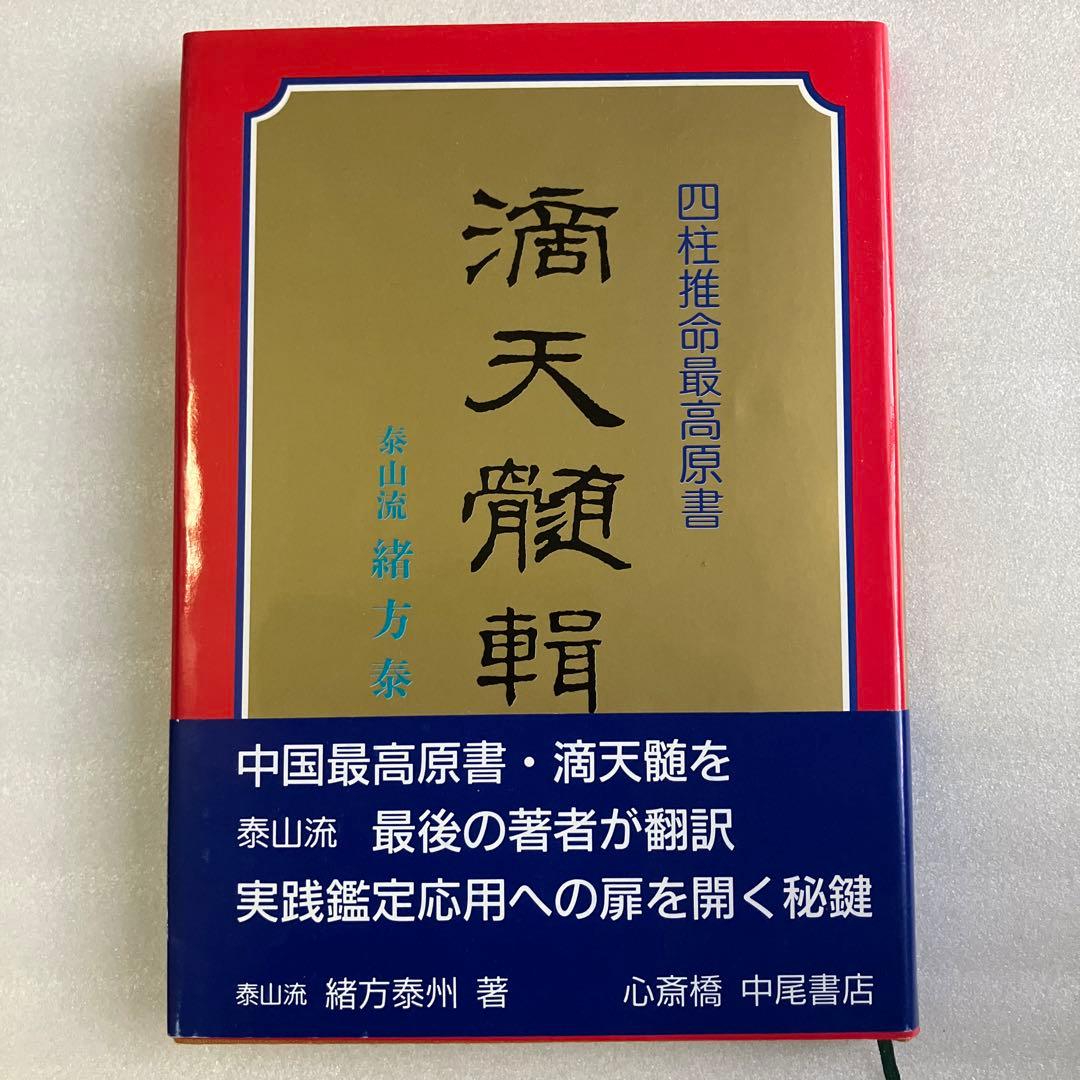 四柱推命最高原書
滴天髓輯
泰山流 緒方泰
中国最高原書・滴天髄を
泰山流 最後の著者が翻訳
実践鑑定応用への扉を開く秘鍵
泰山流 緒方泰州 著
心斎橋 中尾書店